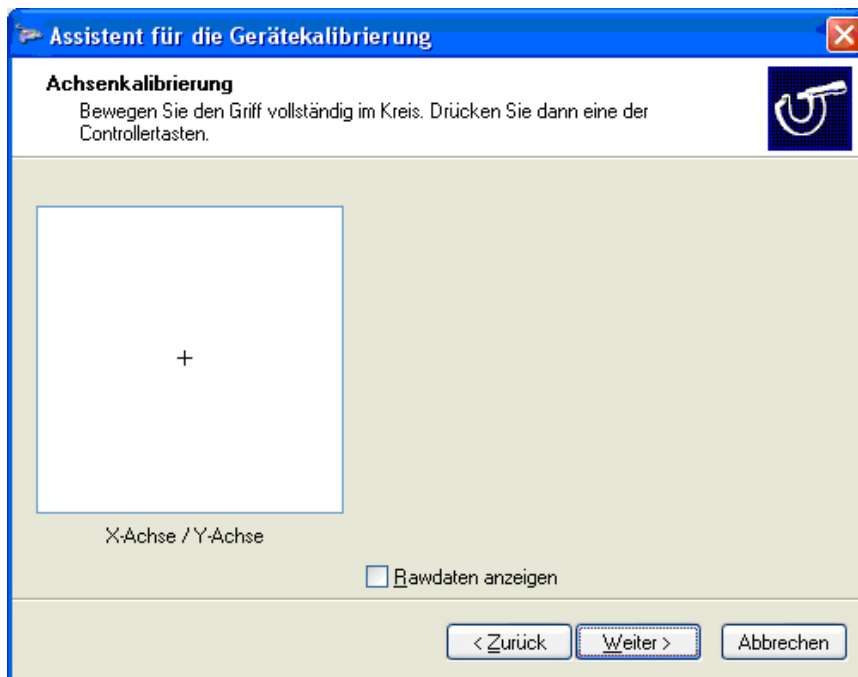 Assistent für die Gerätekalibrierung
Achsenkalibrierung
Bewegen Sie den Griff vollständig im Kreis. Drücken Sie dann eine der
Controllertasten.
X-Achse / Y-Achse
Rawdaten anzeigen
< Zurück
Weiter >
Abbrechen